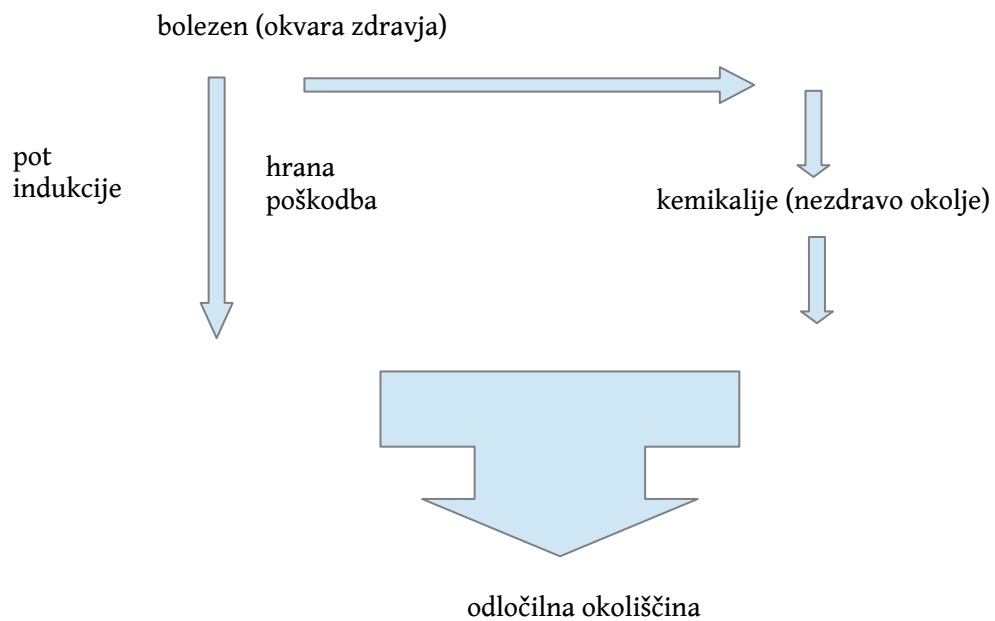 bolezen (okvara zdravja)
pot
indukcije
hrana
poškodba
kemikalije (nezdravo okolje)
odločilna okoliščina